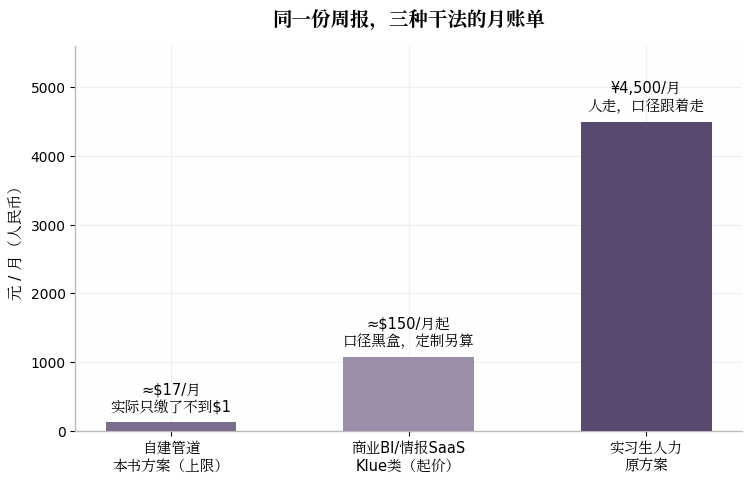 同一份周报，三种干法的月账单
元 / 月（人民币）
5000
4000
3000
2000
1000
0
≈$17/月
实际只缴了不到$1
≈$150/月起
口径黑盒，定制另算
¥4,500/月
人走，口径跟着走
自建管道
本书方案（上限）
商业BI/情报SaaS
Klue类（起价）
实习生人力
原方案